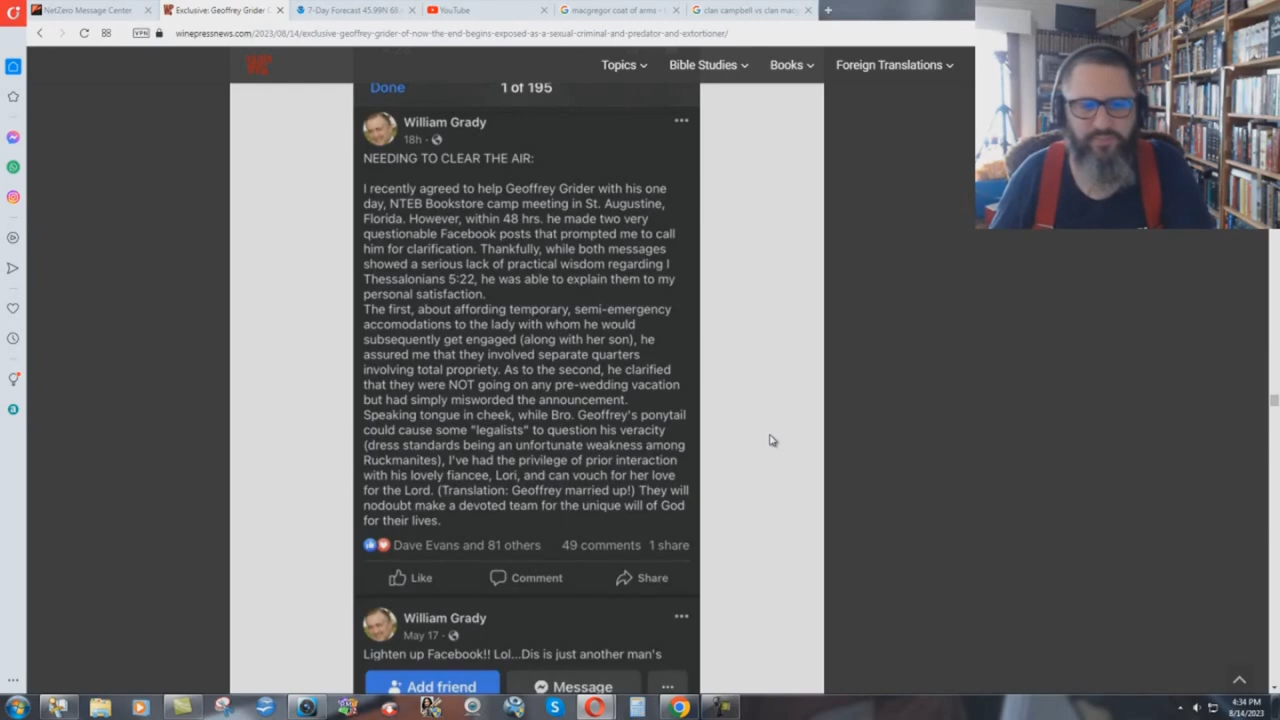 NetZero Message Center
Exclusive: Geoffrey Grider
7-Day Forecast 45.99N 66.
YouTube
macgregor coat of arms -
clan campbell vs clan mac
VPN
winepressnews.com/2023/08/14/exclusive-geoffrey-grider-of-now-the-end-begins-exposed-as-a-sexual-criminal-and-predator-and-extortioner/
Topics
Bible Studies
Books
Foreign Translations
Done
1 of 195
William Grady
18h
NEEDING TO CLEAR THE AIR:
I recently agreed to help Geoffrey Grider with his one
day, NTEB Bookstore camp meeting in St. Augustine,
Florida. However, within 48 hrs. he made two very
questionable Facebook posts that prompted me to call
him for clarification. Thankfully, while both messages
showed a serious lack of practical wisdom regarding I
Thessalonians 5:22, he was able to explain them to my
personal satisfaction.
The first, about affording temporary, semi-emergency
accomodations to the lady with whom he would
subsequently get engaged (along with her son), he
assured me that they involved separate quarters
involving total propriety. As to the second, he clarified
that they were NOT going on any pre-wedding vacation
but had simply misworded the announcement.
Speaking tongue in cheek, while Bro. Geoffrey's ponytail
could cause some "legalists" to question his veracity
(dress standards being an unfortunate weakness among
Ruckmanites), I've had the privilege of prior interaction
with his lovely fiancee, Lori, and can vouch for her love
for the Lord. (Translation: Geoffrey married up!) They will
nodoubt make a devoted team for the unique will of God
for their lives.
Dave Evans and 81 others 49 comments 1 share
Like Comment Share
William Grady
May 17
Lighten up Facebook!! Lol...Dis is just another man's
Add friend
Message
4:34 PM
8/14/2023